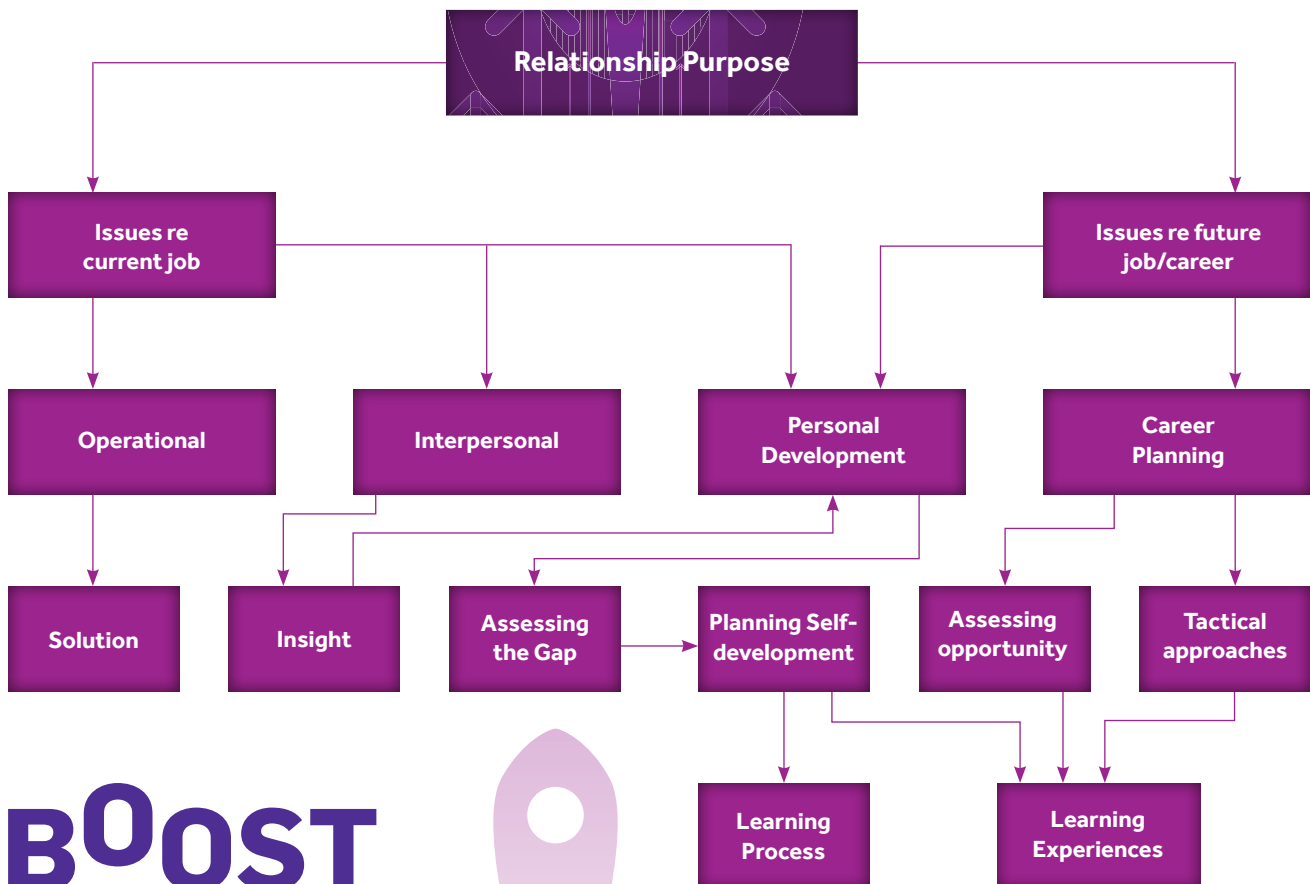 Relationship Purpose
Issues re
current job
Issues re future
job/career
Operational
Interpersonal
Personal
Development
Career
Planning
Solution
Insight
Assessing
the Gap
Planning Self-
development
Assessing
opportunity
Tactical
approaches
Learning
Process
Learning
Experiences
BOOST